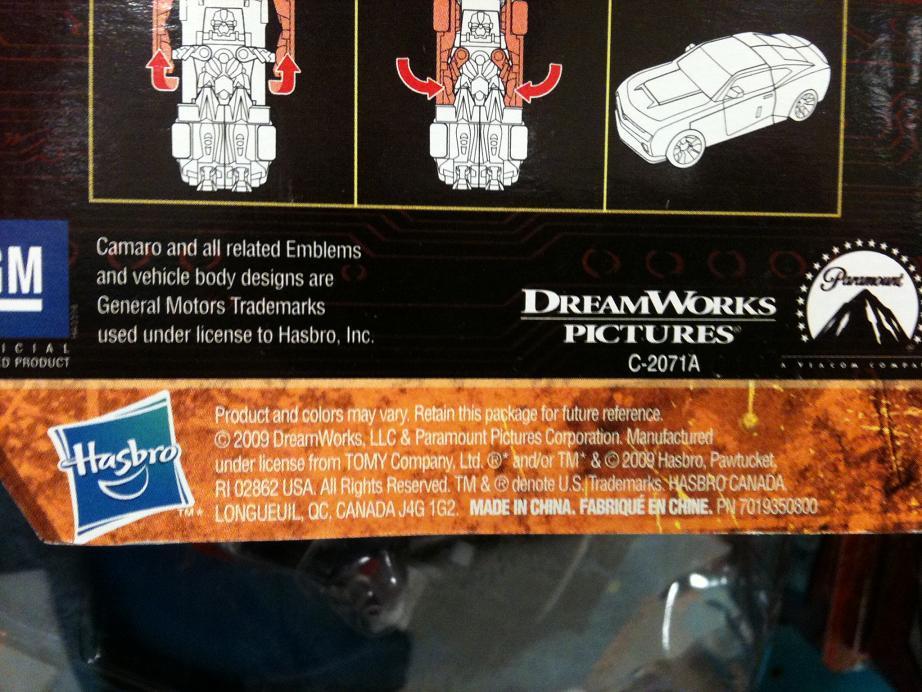 GM
ICIAL
D PRODUCT
Camaro and all related Emblems
and vehicle body designs are
General Motors Trademarks
used under license to Hasbro, Inc.
DREAMWORKS
PICTURES®
C-2071A
Paramount
A VIACOM COMPA
Hasbro
TM*
Product and colors may vary. Retain this package for future reference.
© 2009 DreamWorks, LLC & Paramount Pictures Corporation. Manufactured
under license from TOMY Company, Ltd. ®* and/or TM* & © 2009 Hasbro, Pawtucket,
RI 02862 USA. All Rights Reserved. TM & ® denote U.S. Trademarks. HASBRO CANADA,
LONGUEUIL, QC, CANADA J4G 1G2. MADE IN CHINA. FABRIQUÉ EN CHINE. PN 7019350800